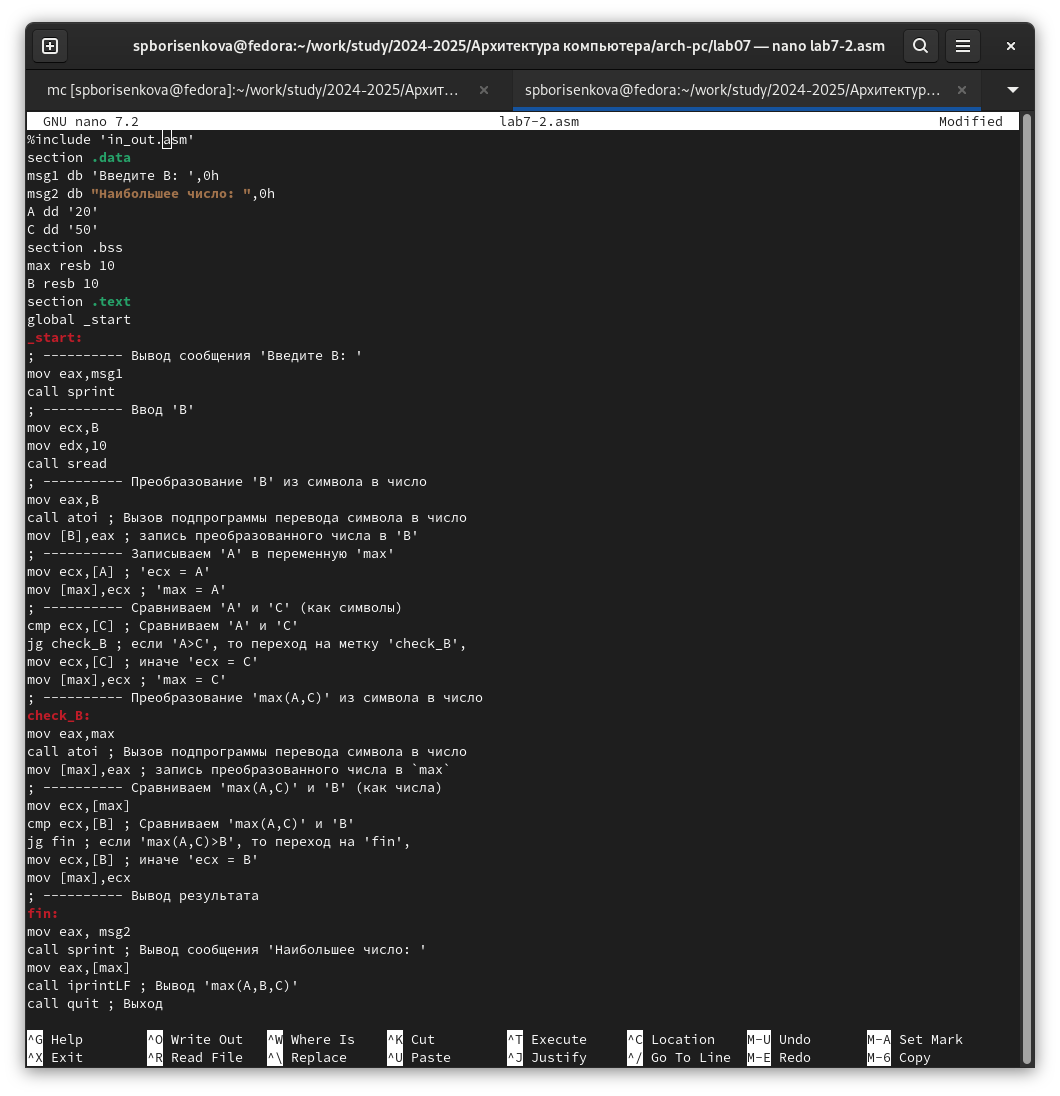 spborisenkova@fedora:~/work/study/2024-2025/Архитектура компьютера/arch-pc/lab07 — nano lab7-2.asm
mc [spborisenkova@fedora]:~/work/study/2024-2025/Архит… spborisenkova@fedora:~/work/study/2024-2025/Архитектур…
GNU nano 7.2 lab7-2.asm Modified
%include 'in_out.asm'
section .data
msg1 db 'Введите B: ',0h
msg2 db "Наибольшее число: ",0h
A dd '20'
C dd '50'
section .bss
max resb 10
B resb 10
section .text
global _start
_start:
; ---------- Вывод сообщения 'Введите B: '
mov eax,msg1
call sprint
; ---------- Ввод 'B'
mov ecx,B
mov edx,10
call sread
; ---------- Преобразование 'B' из символа в число
mov eax,B
call atoi ; Вызов подпрограммы перевода символа в число
mov [B],eax ; запись преобразованного числа в 'B'
; ---------- Записываем 'A' в переменную 'max'
mov ecx,[A] ; 'ecx = A'
mov [max],ecx ; 'max = A'
; ---------- Сравниваем 'A' и 'С' (как символы)
cmp ecx,[C] ; Сравниваем 'A' и 'С'
jg check_B ; если 'A>C', то переход на метку 'check_B',
mov ecx,[C] ; иначе 'ecx = C'
mov [max],ecx ; 'max = C'
; ---------- Преобразование 'max(A,C)' из символа в число
check_B:
mov eax,max
call atoi ; Вызов подпрограммы перевода символа в число
mov [max],eax ; запись преобразованного числа в `max`
; ---------- Сравниваем 'max(A,C)' и 'B' (как числа)
mov ecx,[max]
cmp ecx,[B] ; Сравниваем 'max(A,C)' и 'B'
jg fin ; если 'max(A,C)>B', то переход на 'fin',
mov ecx,[B] ; иначе 'ecx = B'
mov [max],ecx
; ---------- Вывод результата
fin:
mov eax, msg2
call sprint ; Вывод сообщения 'Наибольшее число: '
mov eax,[max]
call iprintLF ; Вывод 'max(A,B,C)'
call quit ; Выход
^G Help ^O Write Out ^W Where Is ^K Cut ^T Execute ^C Location M-U Undo M-A Set Mark
^X Exit ^R Read File ^\ Replace ^U Paste ^J Justify ^/ Go To Line M-E Redo M-6 Copy